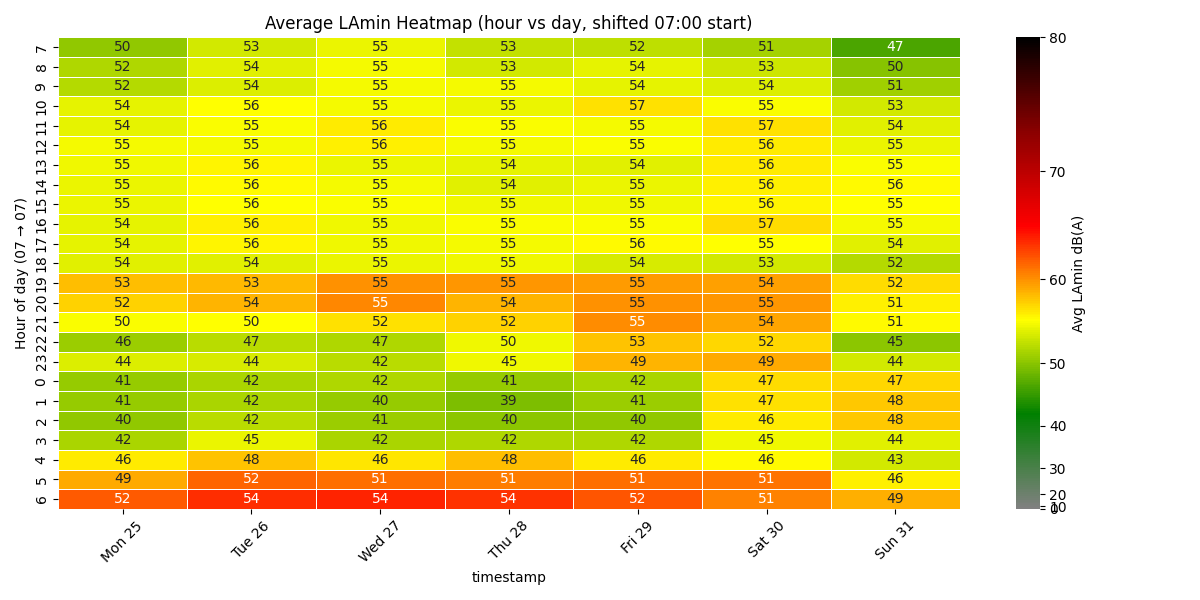 Average LAmin Heatmap (hour vs day, shifted 07:00 start)
Hour of day (07 → 07)
7 50 53 55 53 52 51 47
8 52 54 55 53 54 53 50
9 52 54 55 55 54 54 51
10 54 56 55 55 57 55 53
11 54 55 56 55 55 57 54
12 55 55 56 55 55 56 55
13 55 56 55 54 54 56 55
14 55 56 55 54 55 56 56
15 55 56 55 55 55 56 55
16 54 56 55 55 55 57 55
17 54 56 55 55 56 55 54
18 54 54 55 55 54 53 52
19 53 53 55 55 55 54 52
20 52 54 55 54 55 55 51
21 50 50 52 52 55 54 51
22 46 47 47 50 53 52 45
23 44 44 42 45 49 49 44
0 41 42 42 41 42 47 47
1 41 42 40 39 41 47 48
2 40 42 41 40 40 46 48
3 42 45 42 42 42 45 44
4 46 48 46 48 46 46 43
5 49 52 51 51 51 51 46
6 52 54 54 54 52 51 49
Mon 25 Tue 26 Wed 27 Thu 28 Fri 29 Sat 30 Sun 31
timestamp
80
70
60
50
40
30
20
10
0
Avg LAmin dB(A)